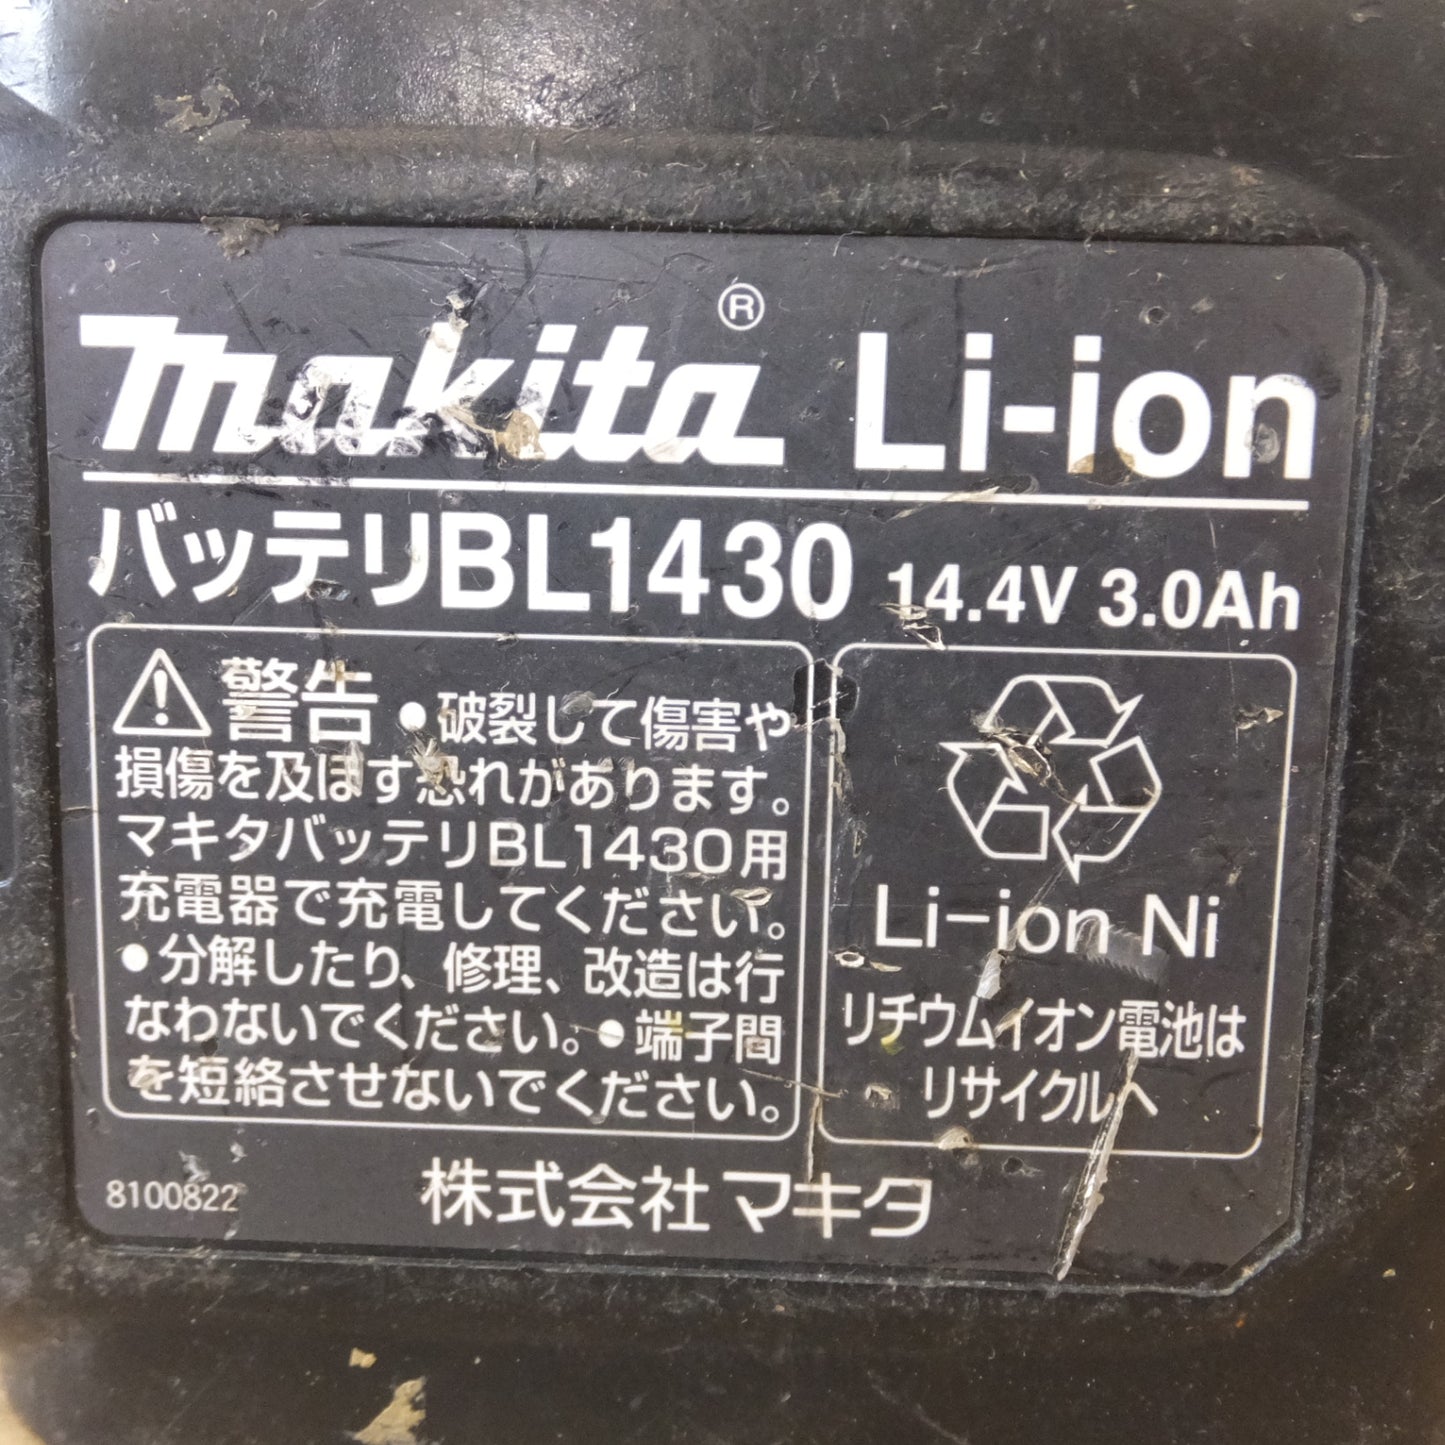 makita® Li-ion
バッテリBL1430 14.4V 3.0Ah
警告 ●破裂して傷害や
損傷を及ぼす恐れがあります。
マキタバッテリBL1430用
充電器で充電してください。
●分解したり、修理、改造は行
なわないでください。●端子間
を短絡させないでください。
Li-ion Ni
リチウムイオン電池は
リサイクルへ
8100822
株式会社マキタ